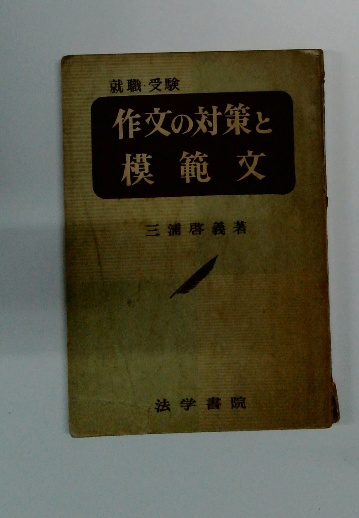 就職・受験
作文の対策と
模範文
三浦啓義著
法学書院